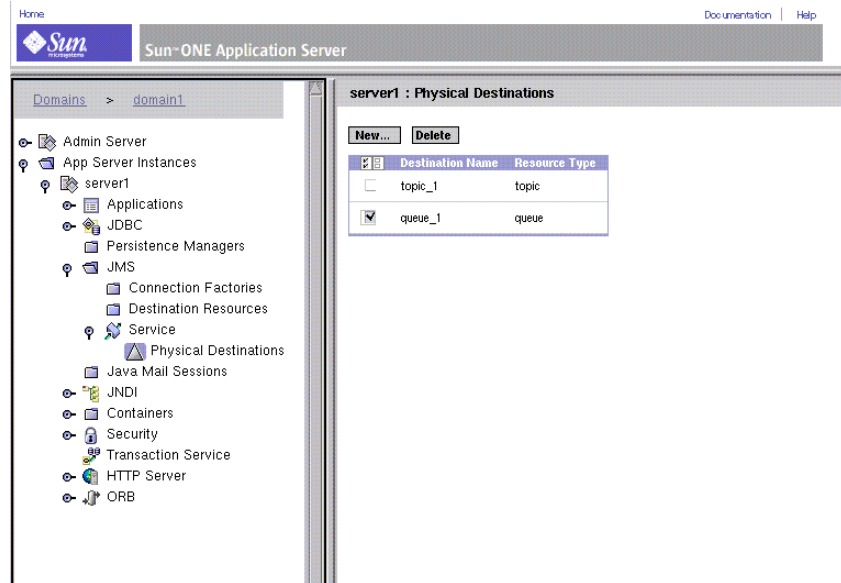 Home
Documentation | Help
Sun
microsystems
Sun™ONE Application Server
Domains > domain1
Admin Server
App Server Instances
server1
Applications
JDBC
Persistence Managers
JMS
Connection Factories
Destination Resources
Service
Physical Destinations
Java Mail Sessions
JNDI
Containers
Security
Transaction Service
HTTP Server
ORB
server1 : Physical Destinations
New... Delete
Destination Name Resource Type
topic_1 topic
queue_1 queue